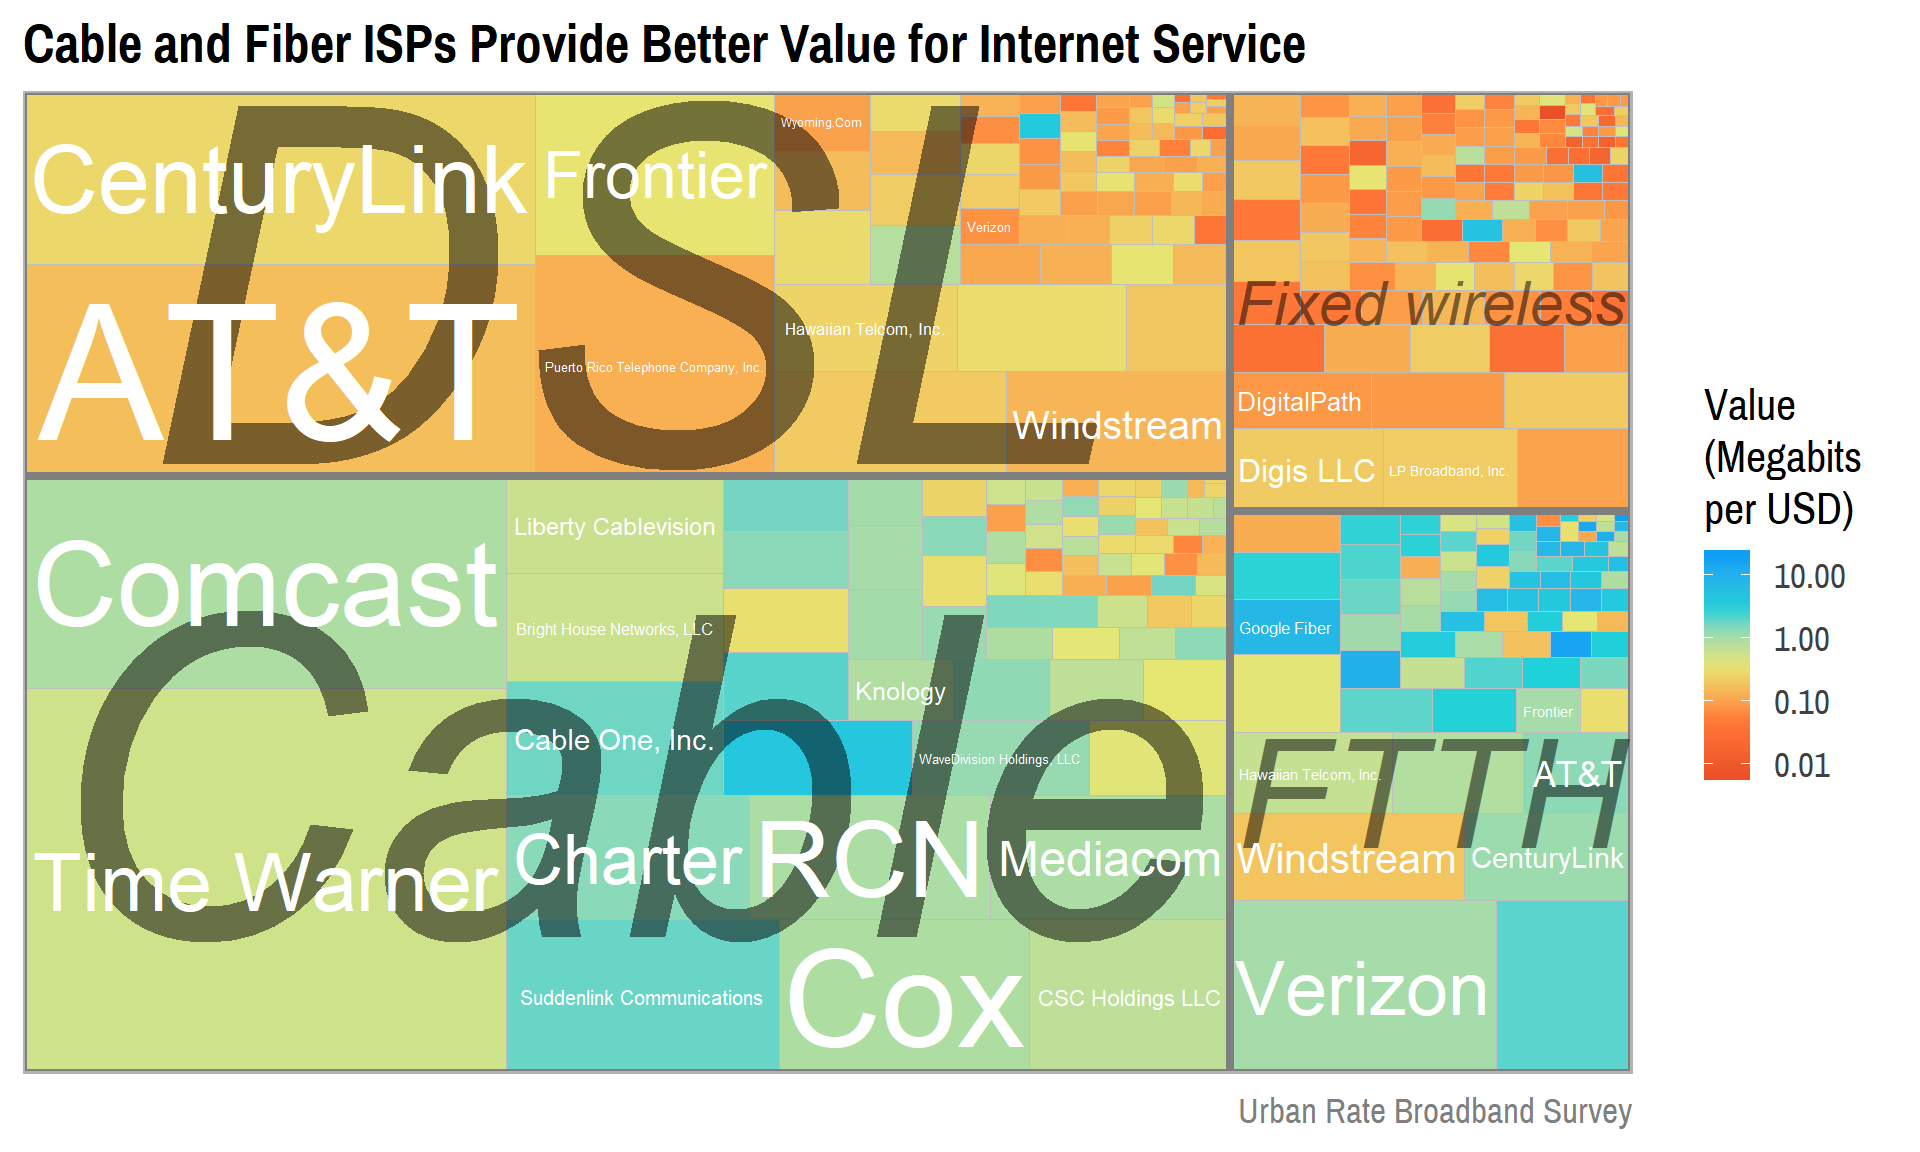 Cable and Fiber ISPs Provide Better Value for Internet Service
DSL
CenturyLink
Frontier
Wyoming.Com
Verizon
AT&T
Puerto Rico Telephone Company, Inc.
Hawaiian Telcom, Inc.
Windstream
Fixed wireless
DigitalPath
Digis LLC
LP Broadband, Inc.
Cable
Comcast
Liberty Cablevision
Bright House Networks, LLC
Knology
Cable One, Inc.
WaveDivision Holdings, LLC
Time Warner
Charter
RCN
Mediacom
Suddenlink Communications
Cox
CSC Holdings LLC
FTTH
Google Fiber
Frontier
Hawaiian Telcom, Inc.
AT&T
Windstream
CenturyLink
Verizon
Value
(Megabits
per USD)
10.00
1.00
0.10
0.01
Urban Rate Broadband Survey